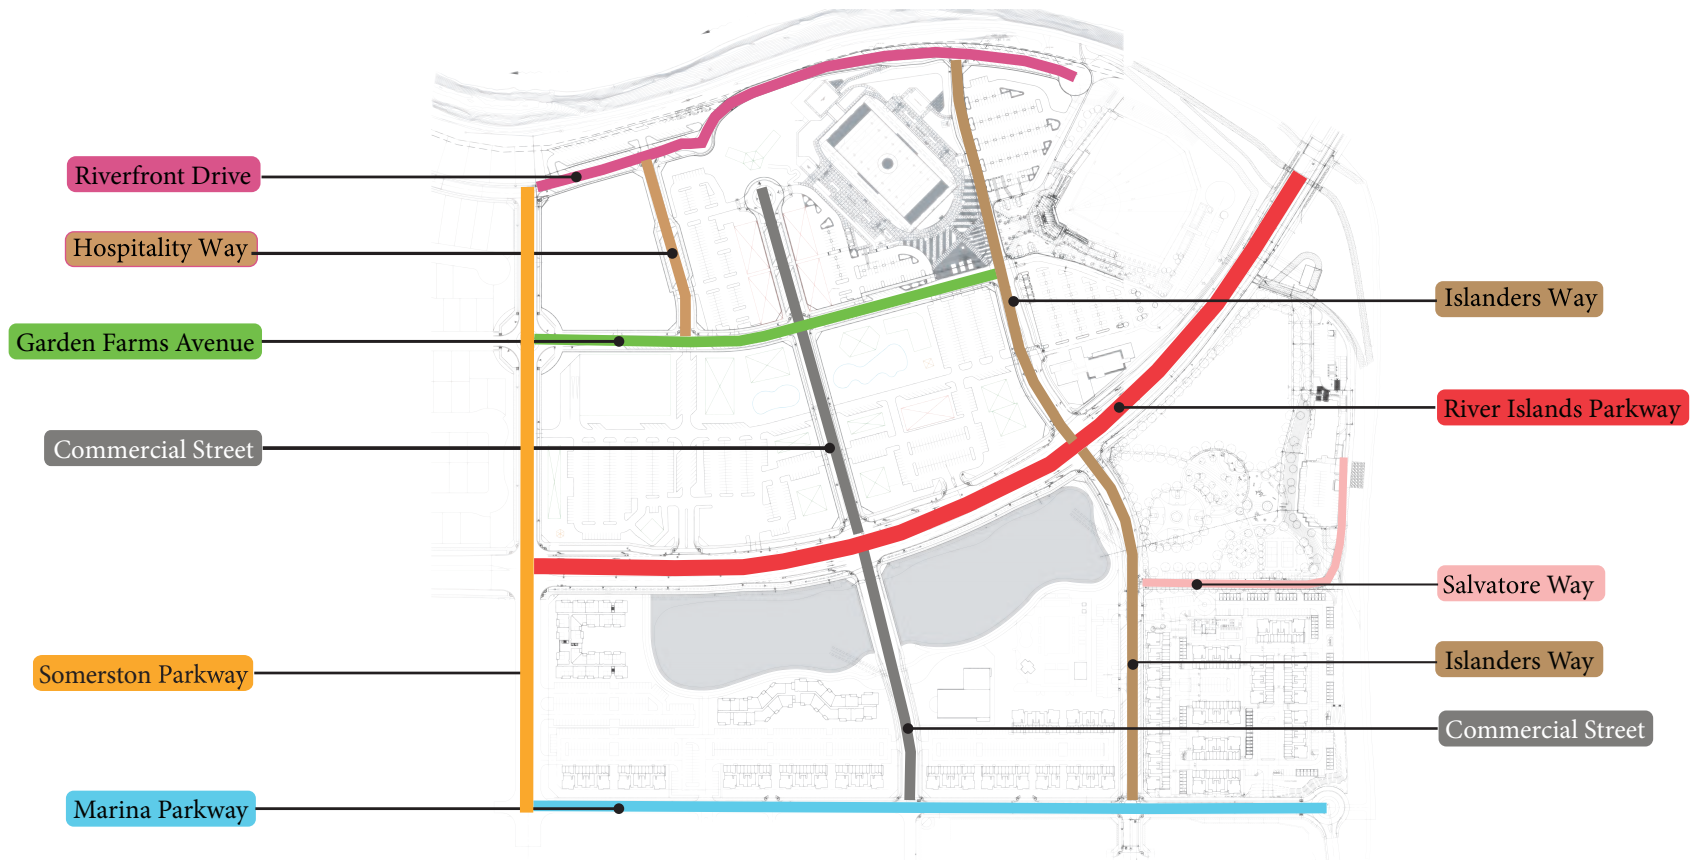 Riverfront Drive
Hospitality Way
Garden Farms Avenue
Commercial Street
Somerston Parkway
Marina Parkway
Islanders Way
River Islands Parkway
Salvatore Way
Islanders Way
Commercial Street